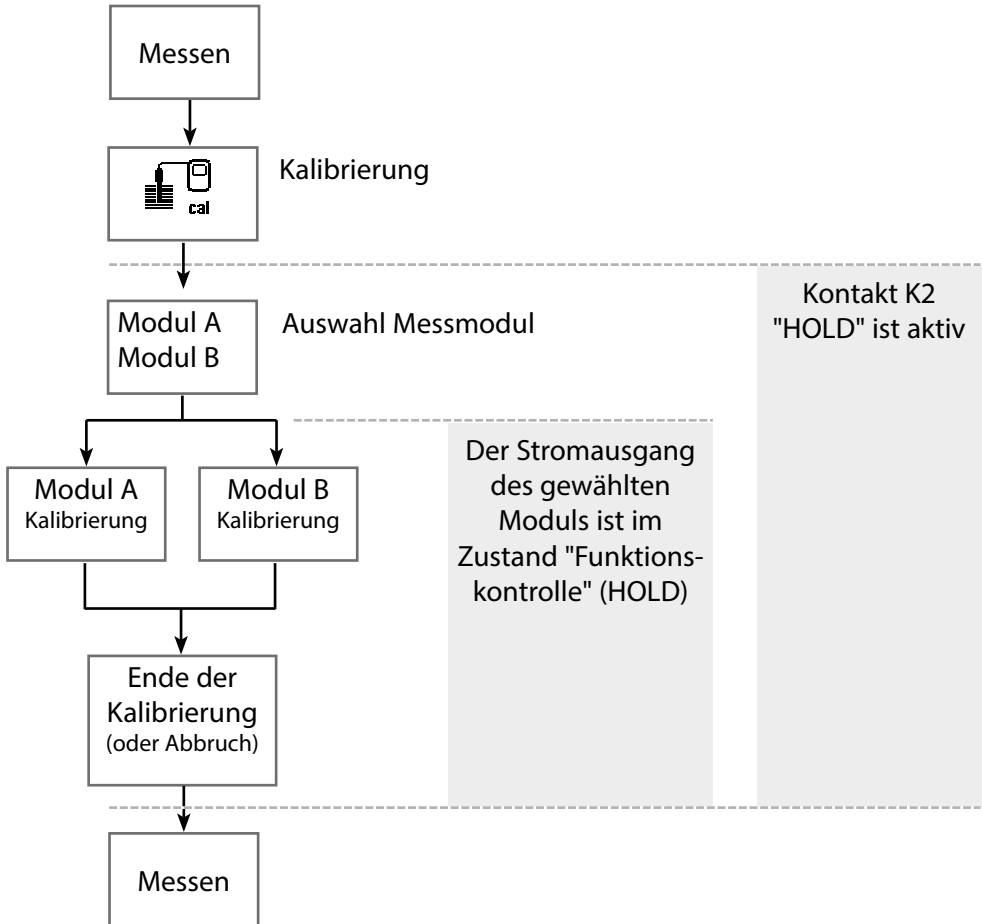 Messen
cal
Kalibrierung
Modul A
Modul B
Auswahl Messmodul
Kontakt K2
"HOLD" ist aktiv
Modul A
Kalibrierung
Modul B
Kalibrierung
Der Stromausgang
des gewählten
Moduls ist im
Zustand "Funktions-
kontrolle" (HOLD)
Ende der
Kalibrierung
(oder Abbruch)
Messen